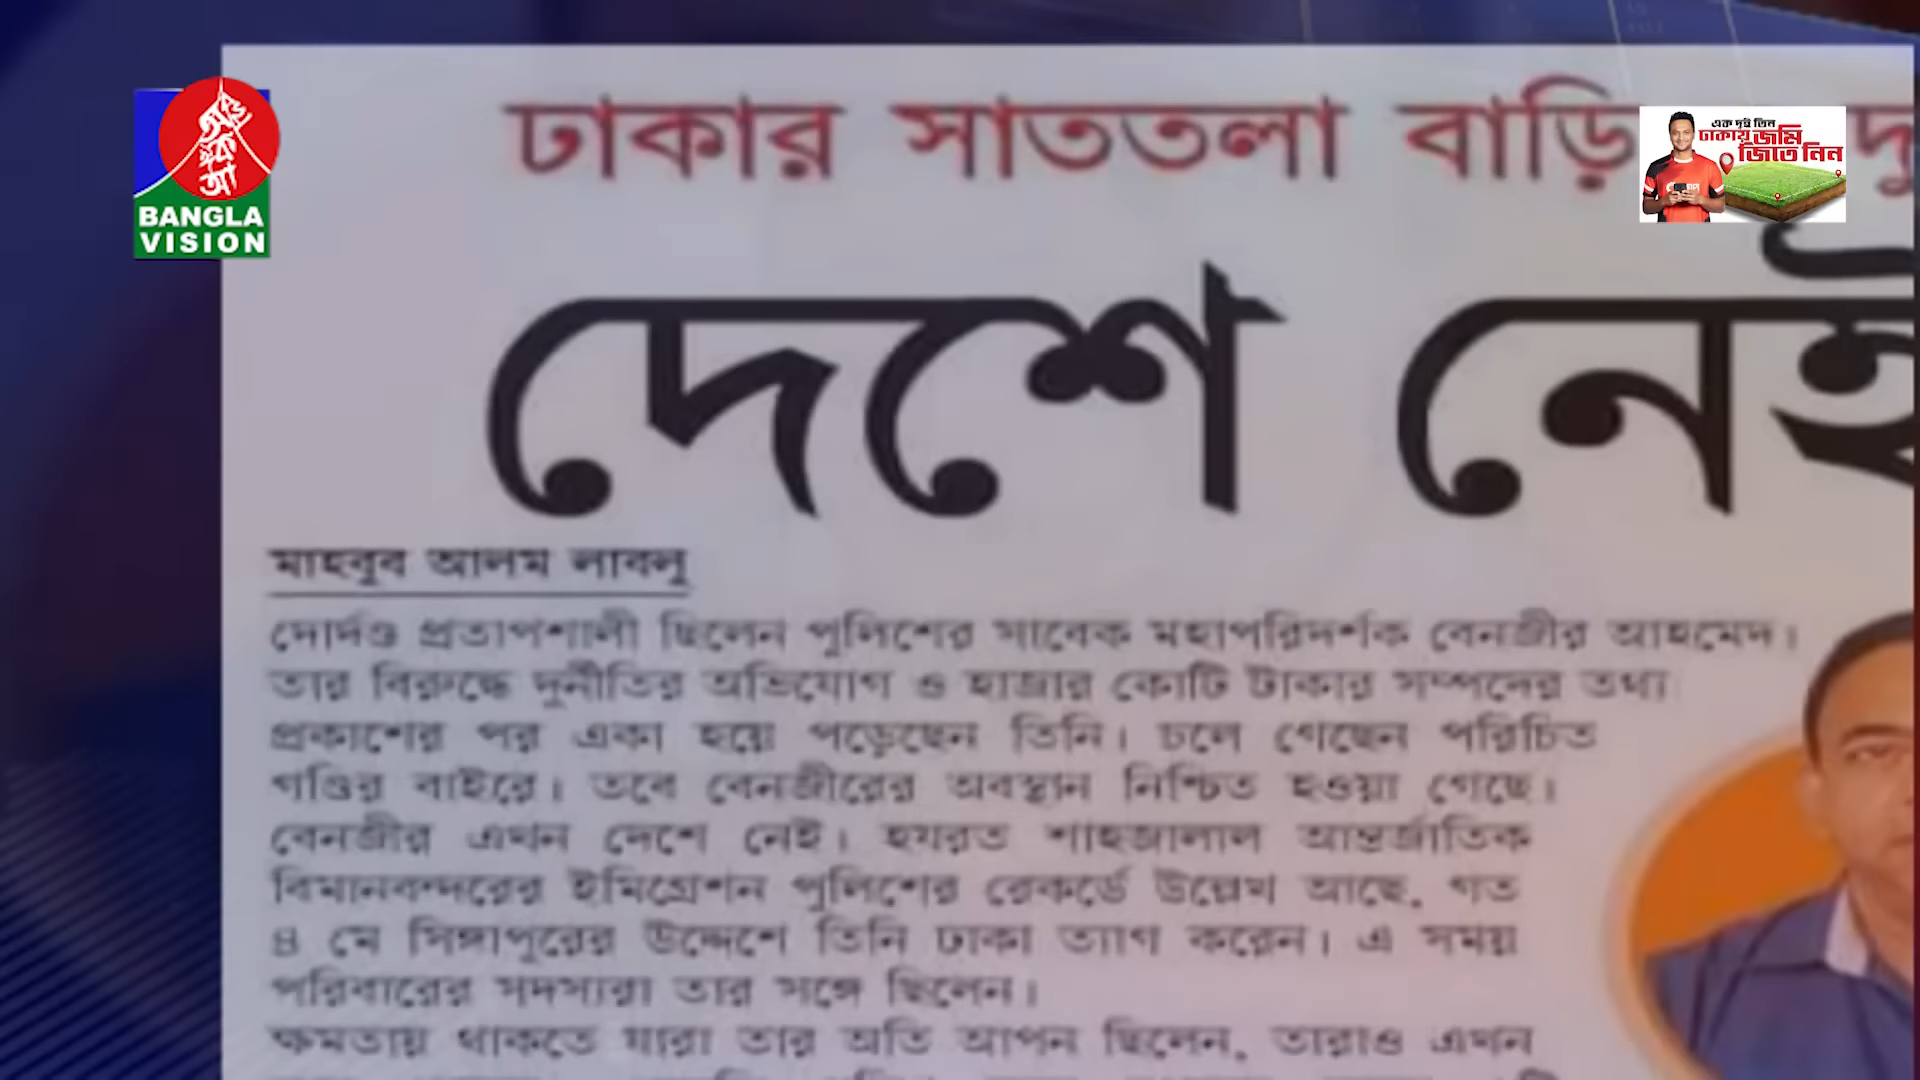 ঢাকার সাততলা বাড়ি
দেশে নেই
BANGLA
VISION
এক দুই তিন
ঢাকায় জমি
জিতে নিন
মাহবুব আলম লাবলু
দোর্দণ্ড প্রতাপশালী ছিলেন পুলিশের সাবেক মহাপরিদর্শক বেনজীর আহমেদ।
তার বিরুদ্ধে দুর্নীতির অভিযোগ ও হাজার কোটি টাকার সম্পদের তথ্য
প্রকাশের পর একা হয়ে পড়েছেন তিনি। চলে গেছেন পরিচিত
গণ্ডির বাইরে। তবে বেনজীরের অবস্থান নিশ্চিত হওয়া গেছে।
বেনজীর এখন দেশে নেই। হযরত শাহজালাল আন্তর্জাতিক
বিমানবন্দরের ইমিগ্রেশন পুলিশের রেকর্ডে উল্লেখ আছে, গত
৪ মে সিঙ্গাপুরের উদ্দেশে তিনি ঢাকা ত্যাগ করেন। এ সময়
পরিবারের সদস্যরা তার সঙ্গে ছিলেন।
ক্ষমতায় থাকতে যারা তার অতি আপন ছিলেন, তারাও এখন